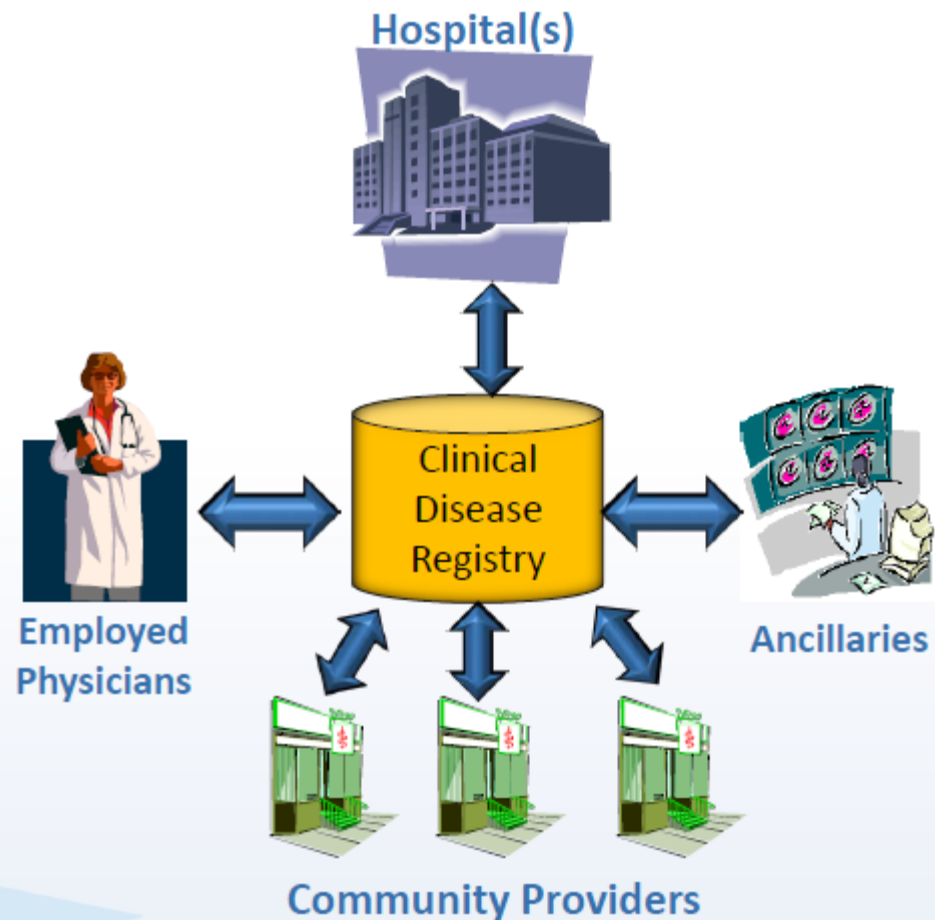 Hospital(s)
Clinical
Disease
Registry
Employed
Physicians
Ancillaries
Community Providers